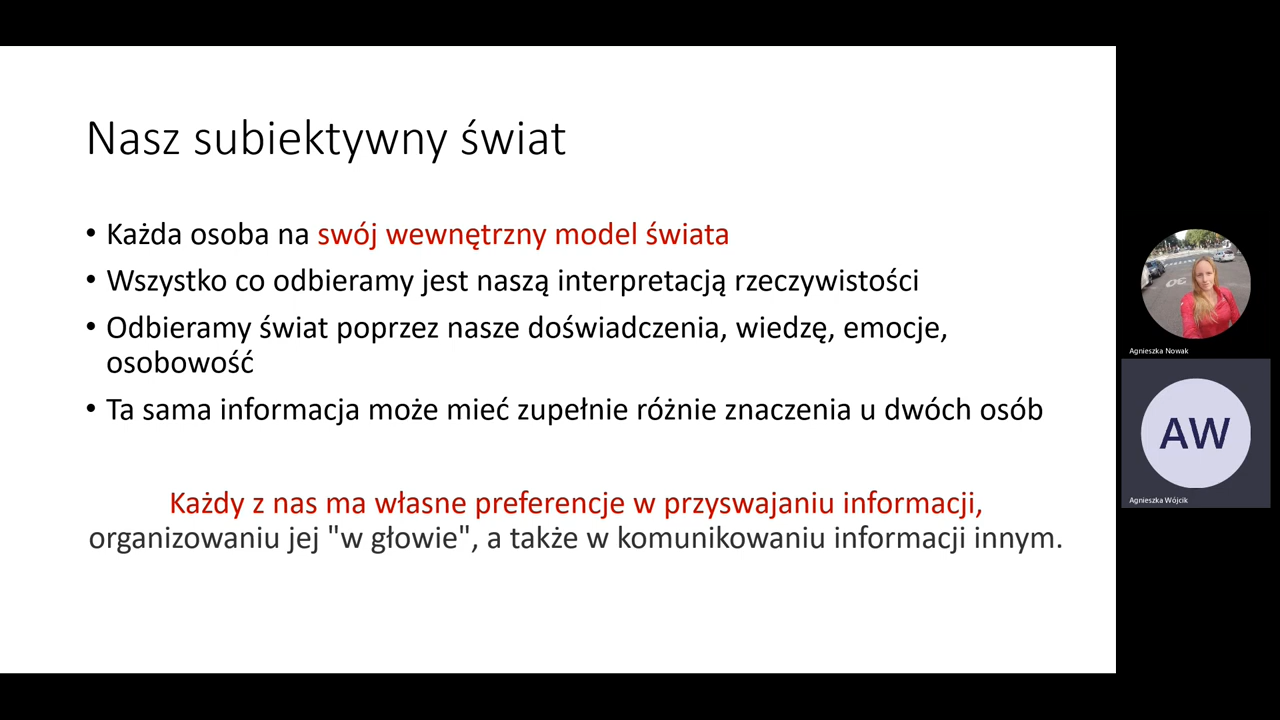 Nasz subiektywny świat
• Każda osoba na swój wewnętrzny model świata
• Wszystko co odbieramy jest naszą interpretacją rzeczywistości
• Odbieramy świat poprzez nasze doświadczenia, wiedzę, emocje,
osobowość
• Ta sama informacja może mieć zupełnie różnie znaczenia u dwóch osób
Każdy z nas ma własne preferencje w przyswajaniu informacji,
organizowaniu jej "w głowie", a także w komunikowaniu informacji innym.
Agnieszka Nowak
AW
Agnieszka Wójcik